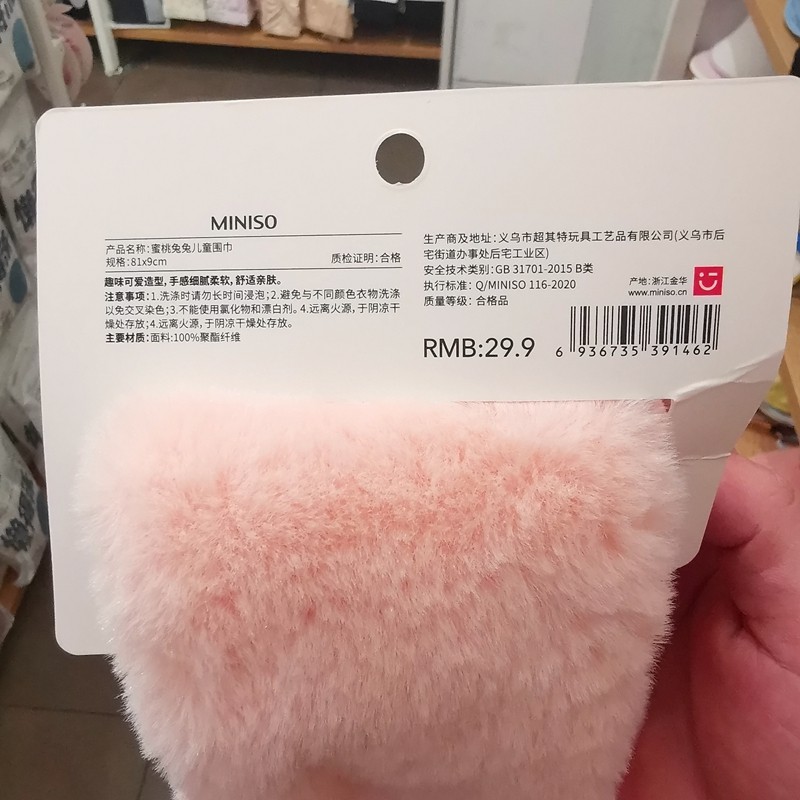 MINISO
产品名称:蜜桃兔兔儿童围巾
规格:81x9cm 质检证明:合格
趣味可爱造型,手感细腻柔软,舒适亲肤。
注意事项:1.洗涤时请勿长时间浸泡;2.避免与不同颜色衣物洗涤
以免交叉染色;3.不能使用氯化物和漂白剂。4.远离火源,于阴凉干
燥处存放;4.远离火源,于阴凉干燥处存放。
主要材质:面料:100%聚酯纤维
生产商及地址:义乌市超其特玩具工艺品有限公司(义乌市后
宅街道办事处后宅工业区)
安全技术类别:GB 31701-2015 B类
执行标准: Q/MINISO 116-2020
质量等级: 合格品
产地:浙江金华
www.miniso.cn
RMB:29.9
6 936735 391462